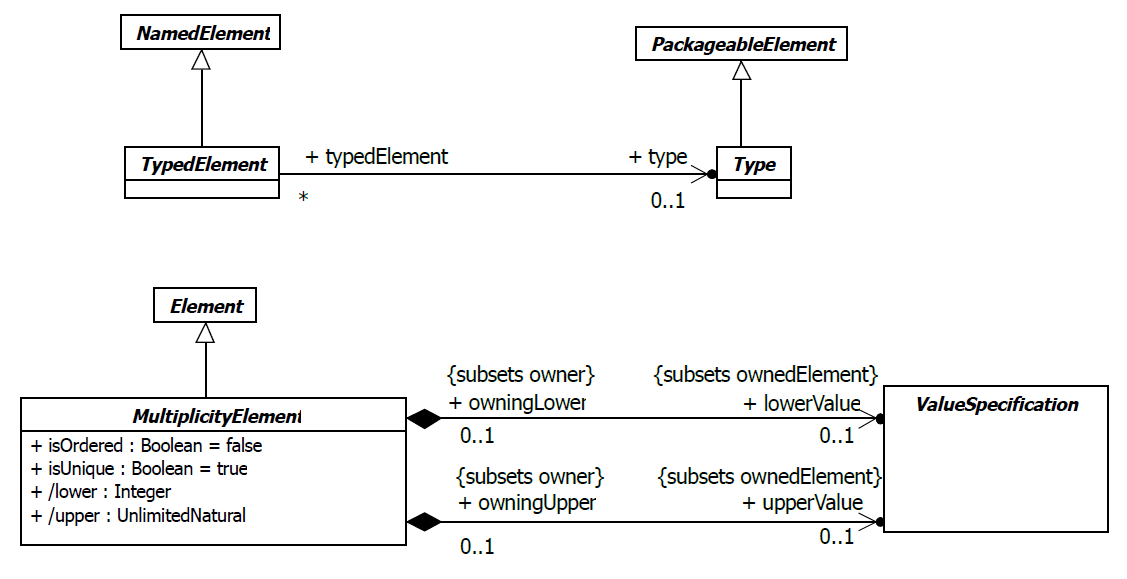 NamedElement
PackageableElement
TypedElement
+ typedElement
+ type
Type
*
0..1
Element
{subsets owner}
{subsets ownedElement}
MultiplicityElement
+ owningLower
+ lowerValue
ValueSpecification
+ isOrdered : Boolean = false
0..1
0..1
+ isUnique : Boolean = true
{subsets owner}
{subsets ownedElement}
+ /lower : Integer
+ owningUpper
+ upperValue
+ /upper : UnlimitedNatural
0..1
0..1